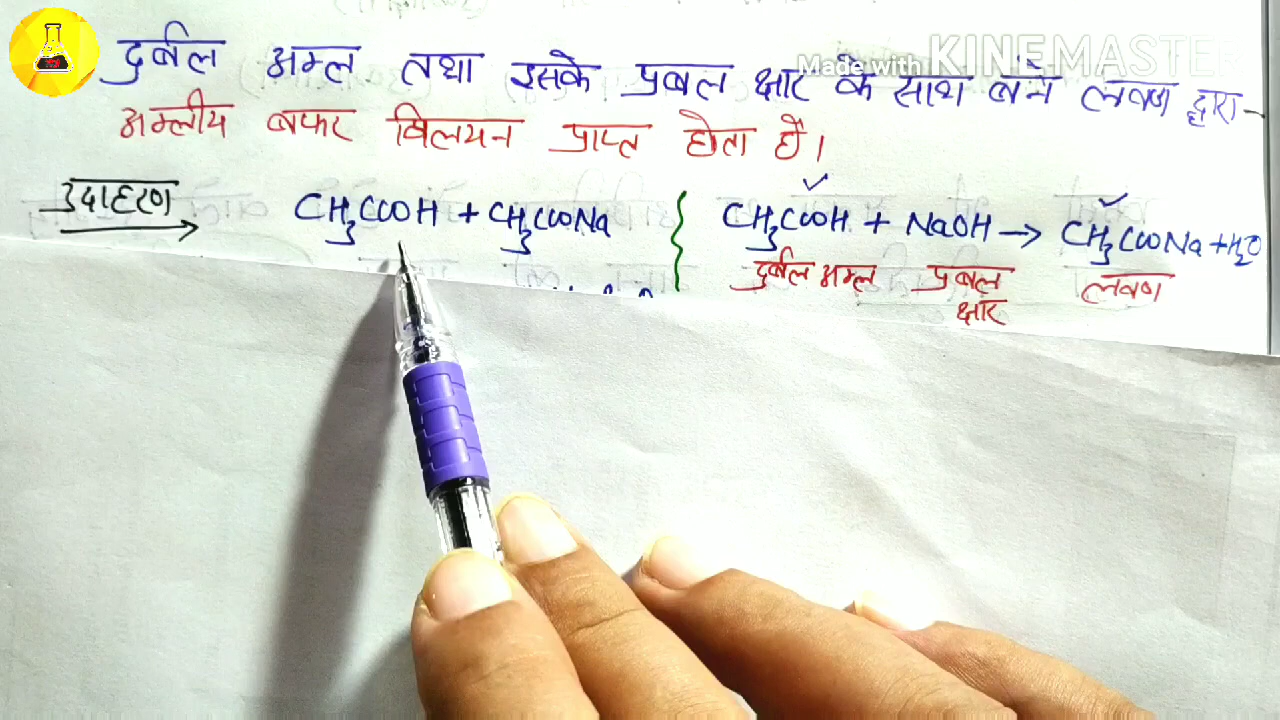 दुर्बल अम्ल तथा इसके प्रबल क्षार के साथ बने लवण द्वारा-
Made with KINEMASTER
अम्लीय बफर विलयन प्राप्त होता है।
उदाहरण CH3COOH + CH3COONa CH3COOH + NaOH → CH3COONa + H2O
दुर्बल अम्ल प्रबल क्षार लवण